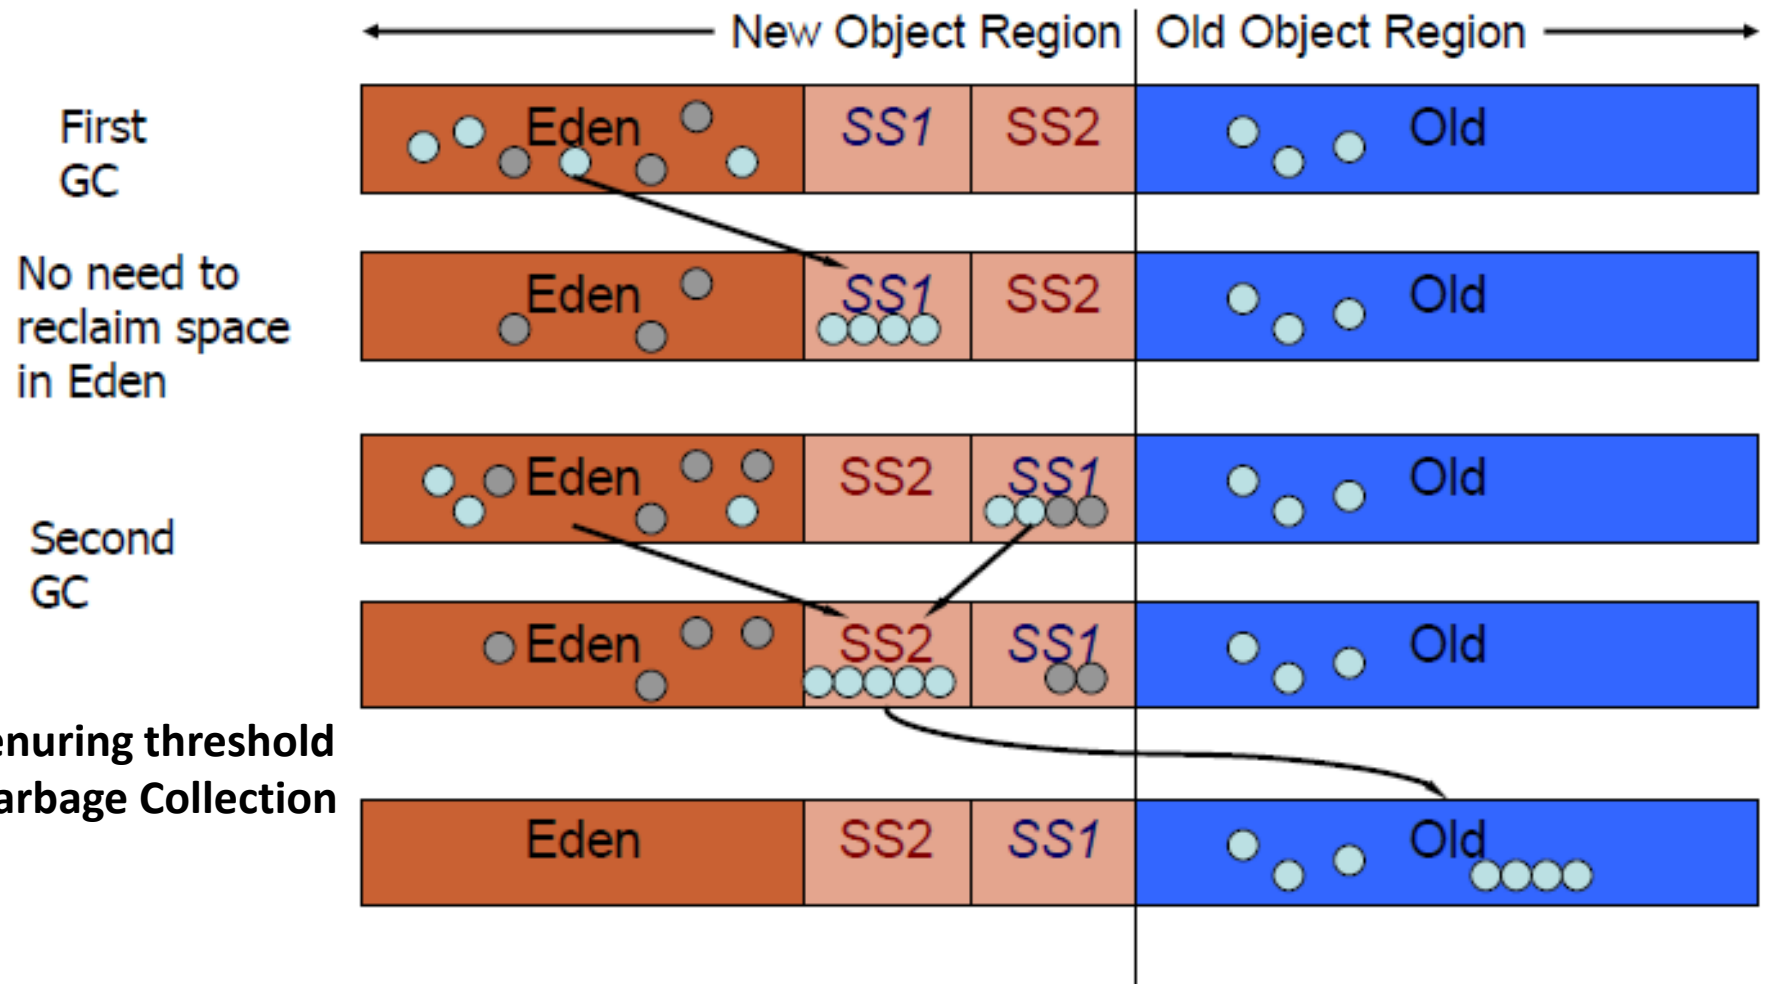 New Object Region Old Object Region
First
GC
Eden SS1 SS2 Old
No need to
reclaim space
in Eden
Eden SS1 SS2 Old
Second
GC
Eden SS2 SS1 Old
Eden SS2 SS1 Old
enuring threshold
arbage Collection
Eden SS2 SS1 Old